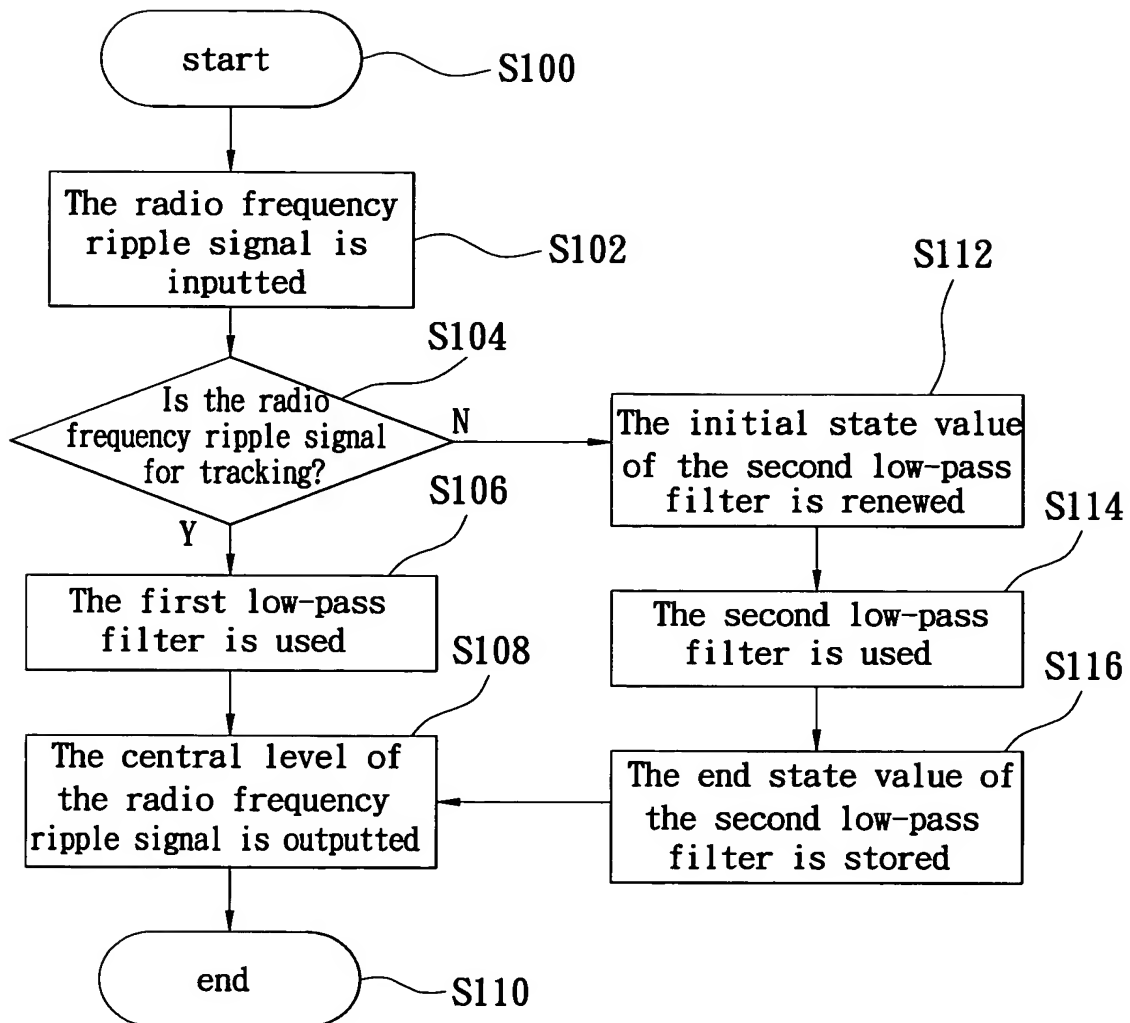 start
S100
The radio frequency
ripple signal is
inputted
S102
S104
Is the radio
frequency ripple signal
for tracking?
N
Y
S112
The initial state value
of the second low-pass
filter is renewed
S106
The first low-pass
filter is used
S114
The second low-pass
filter is used
S108
The central level of
the radio frequency
ripple signal is outputted
S116
The end state value of
the second low-pass
filter is stored
end
S110